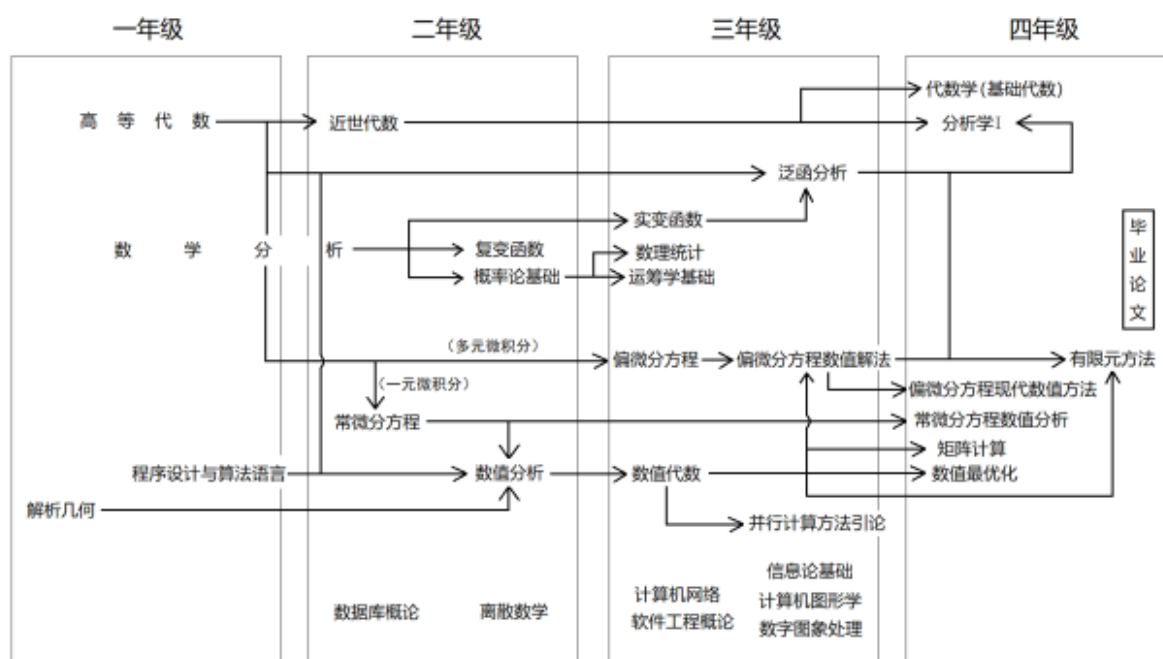 一年级 二年级 三年级 四年级
代数学(基础代数)
高等代数 近世代数 分析学I
泛函分析
实变函数
数学分析 复变函数 数理统计
概率论基础 运筹学基础
毕业论文
(多元微积分) 偏微分方程 偏微分方程数值解法 有限元方法
(一元微积分) 偏微分方程现代数值方法
常微分方程 常微分方程数值分析
矩阵计算
程序设计与算法语言 数值分析 数值代数 数值最优化
解析几何
并行计算方法引论
信息论基础
计算机网络 计算机图形学
数据库概论 离散数学 软件工程概论 数字图象处理